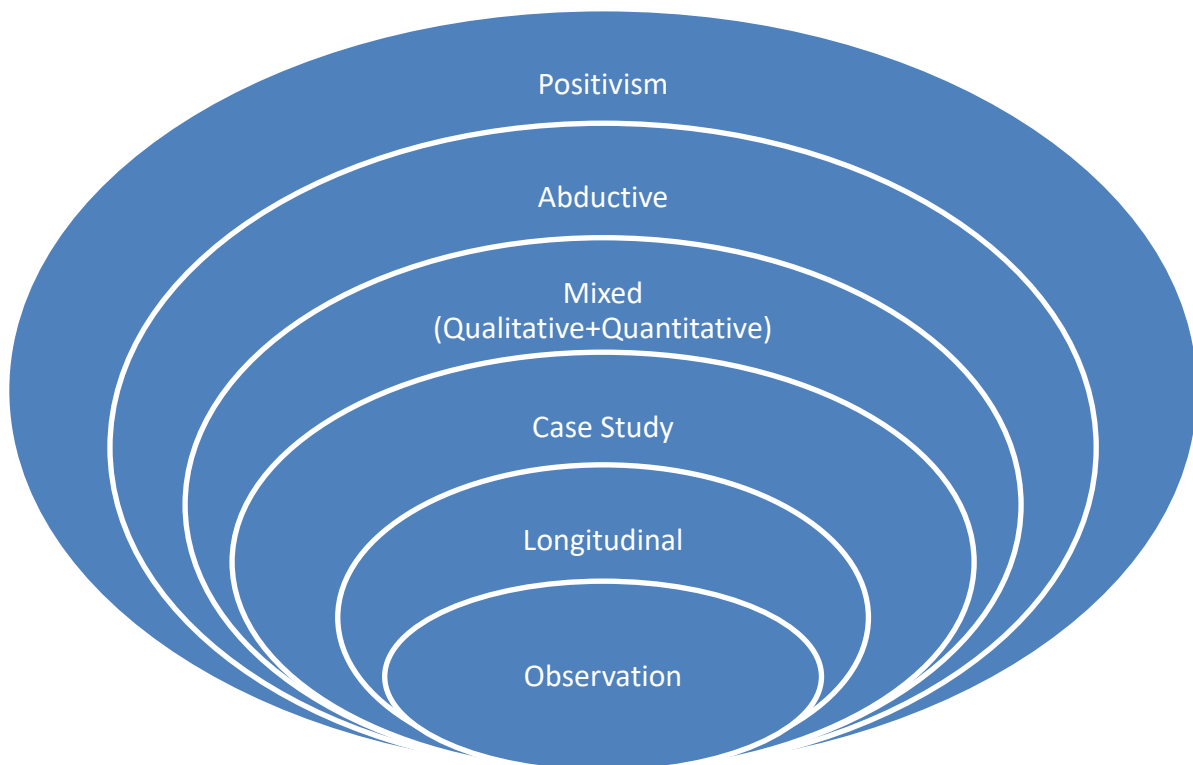 Positivism
Abductive
Mixed
(Qualitative+Quantitative)
Case Study
Longitudinal
Observation